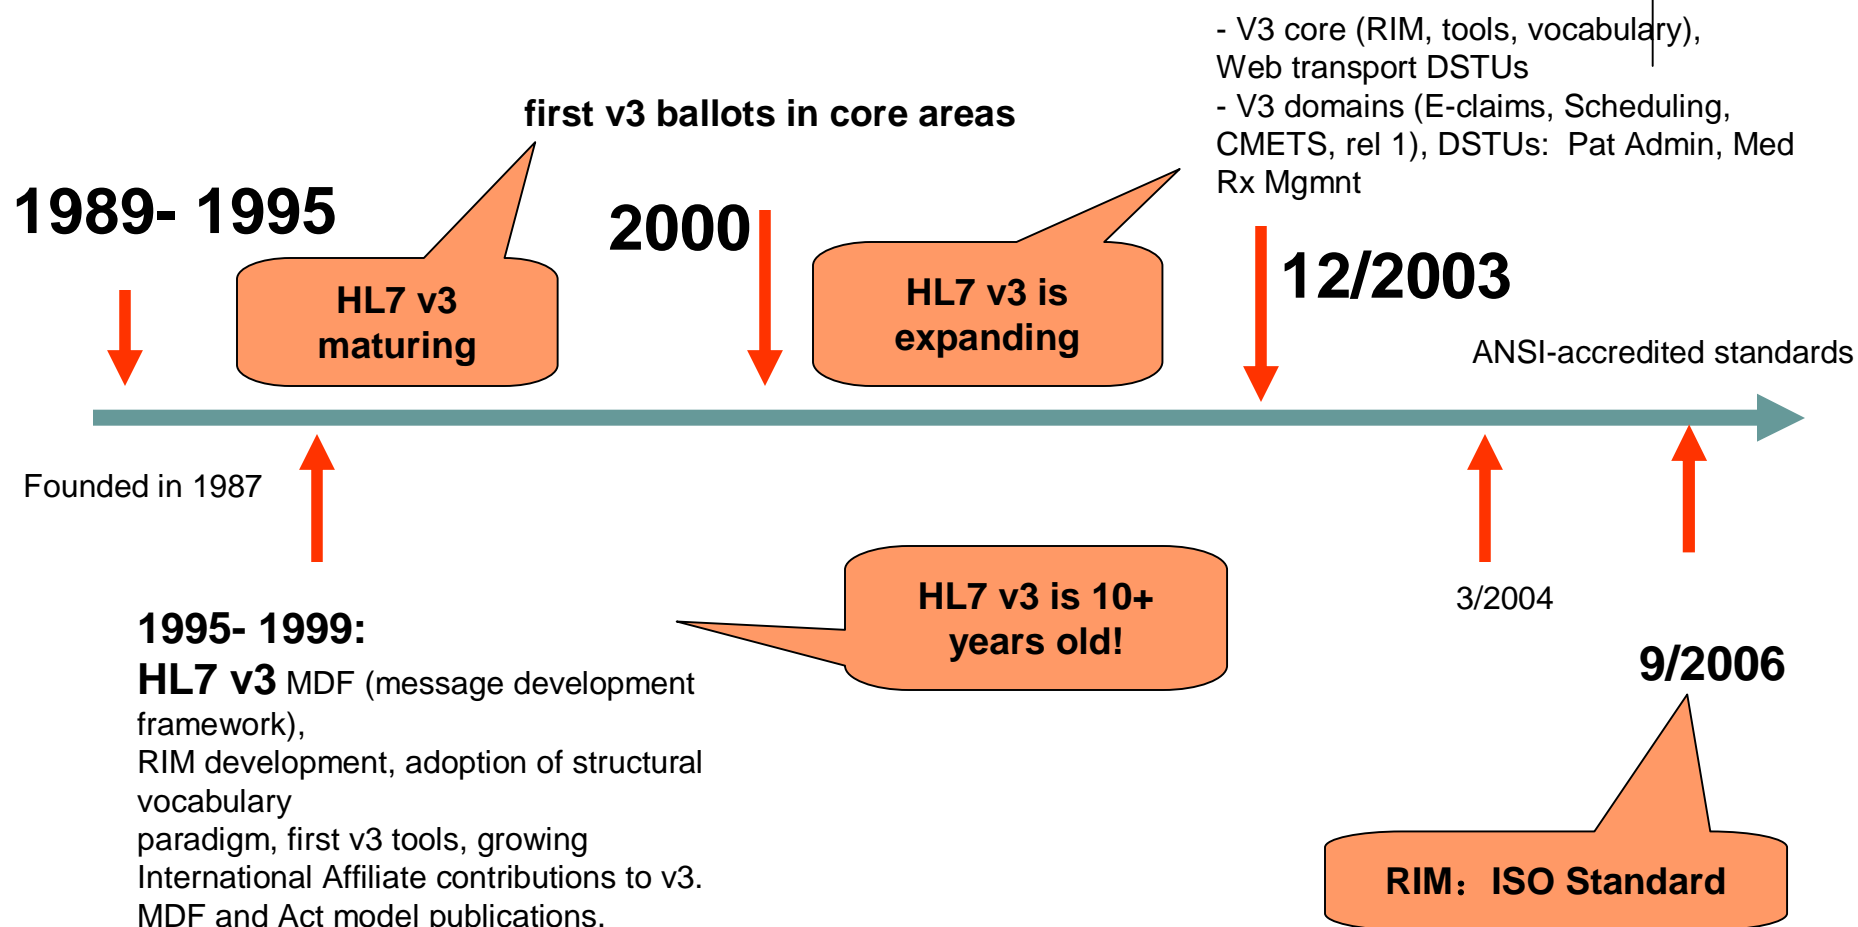 - V3 core (RIM, tools, vocabulary),
Web transport DSTUs
- V3 domains (E-claims, Scheduling,
CMETS, rel 1), DSTUs:  Pat Admin, Med
Rx Mgmnt
first v3 ballots in core areas
1989- 1995
2000
12/2003
HL7 v3
maturing
HL7 v3 is
expanding
ANSI-accredited standards
Founded in 1987
HL7 v3 is 10+
years old!
3/2004
9/2006
1995- 1999:
HL7 v3 MDF (message development
framework),
RIM development, adoption of structural
vocabulary
paradigm, first v3 tools, growing
International Affiliate contributions to v3.
MDF and Act model publications.
RIM：ISO Standard